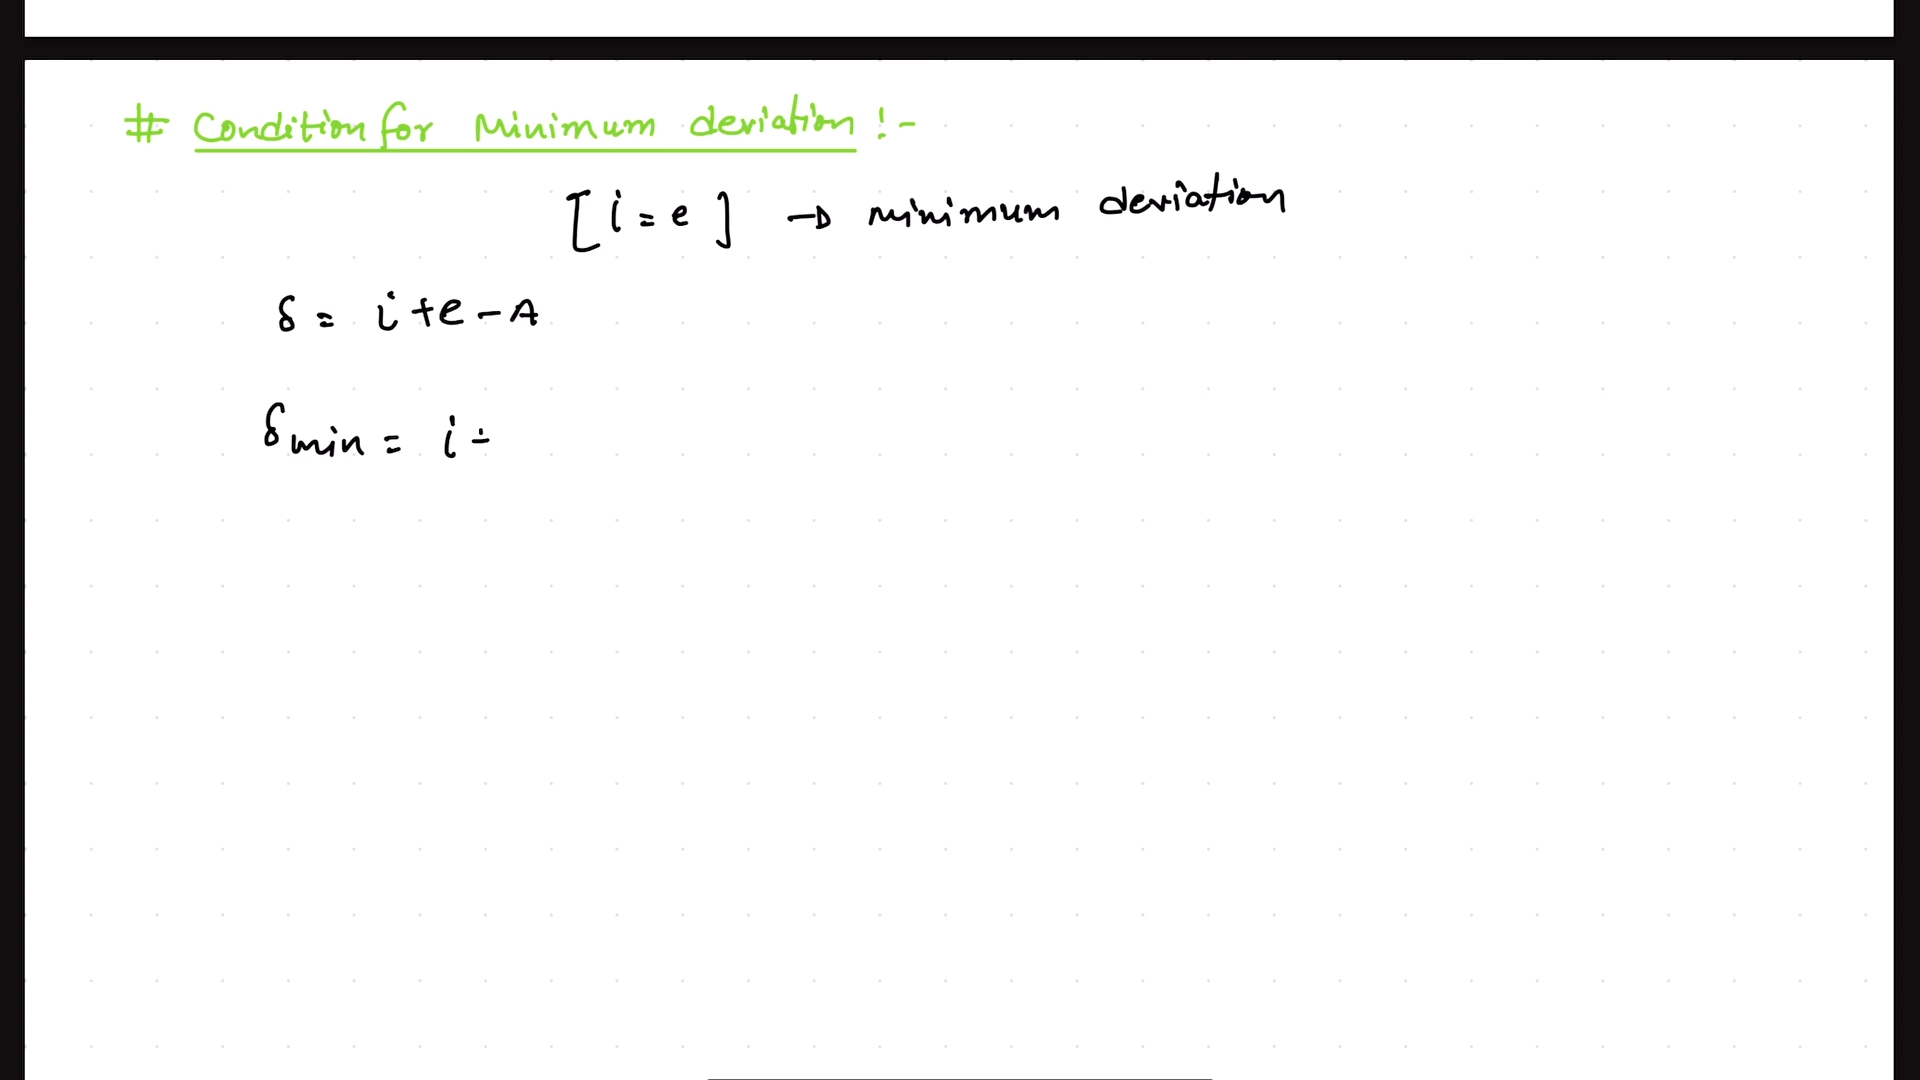 # Condition for Minimum deviation :-
[i = e] → minimum deviation
δ = i + e - A
δmin = i